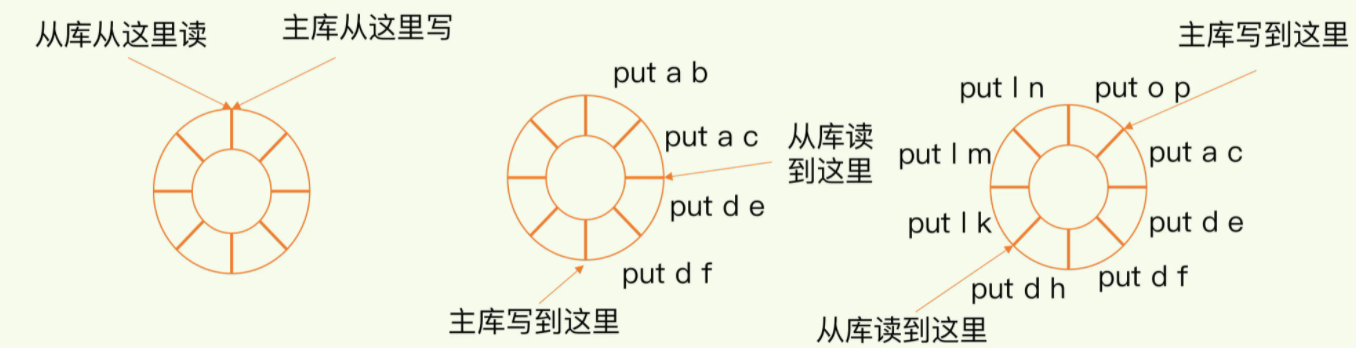 从库从这里读
主库从这里写
put a b
put a c
从库读
到这里
put d e
put d f
主库写到这里
主库写到这里
put l n
put o p
put l m
put a c
put l k
put d e
put d h
put d f
从库读到这里